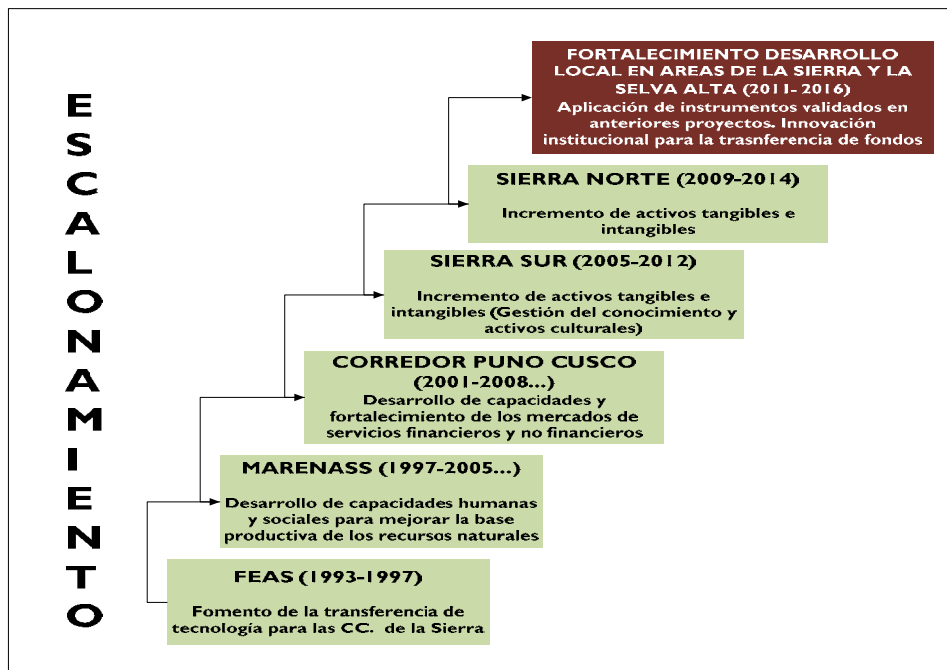 ESCALONAMIENTO
FORTALECIMIENTO DESARROLLO
LOCAL EN AREAS DE LA SIERRA Y LA
SELVA ALTA (2011- 2016)
Aplicación de instrumentos validados en
anteriores proyectos. Innovación
institucional para la trasnferencia de fondos
SIERRA NORTE (2009-2014)
Incremento de activos tangibles e
intangibles
SIERRA SUR (2005-2012)
Incremento de activos tangibles e
intangibles (Gestión del conocimiento y
activos culturales)
CORREDOR PUNO CUSCO
(2001-2008...)
Desarrollo de capacidades y
fortalecimiento de los mercados de
servicios financieros y no financieros
MARENASS (1997-2005...)
Desarrollo de capacidades humanas
y sociales para mejorar la base
productiva de los recursos naturales
FEAS (1993-1997)
Fomento de la transferencia de
tecnología para las CC. de la Sierra